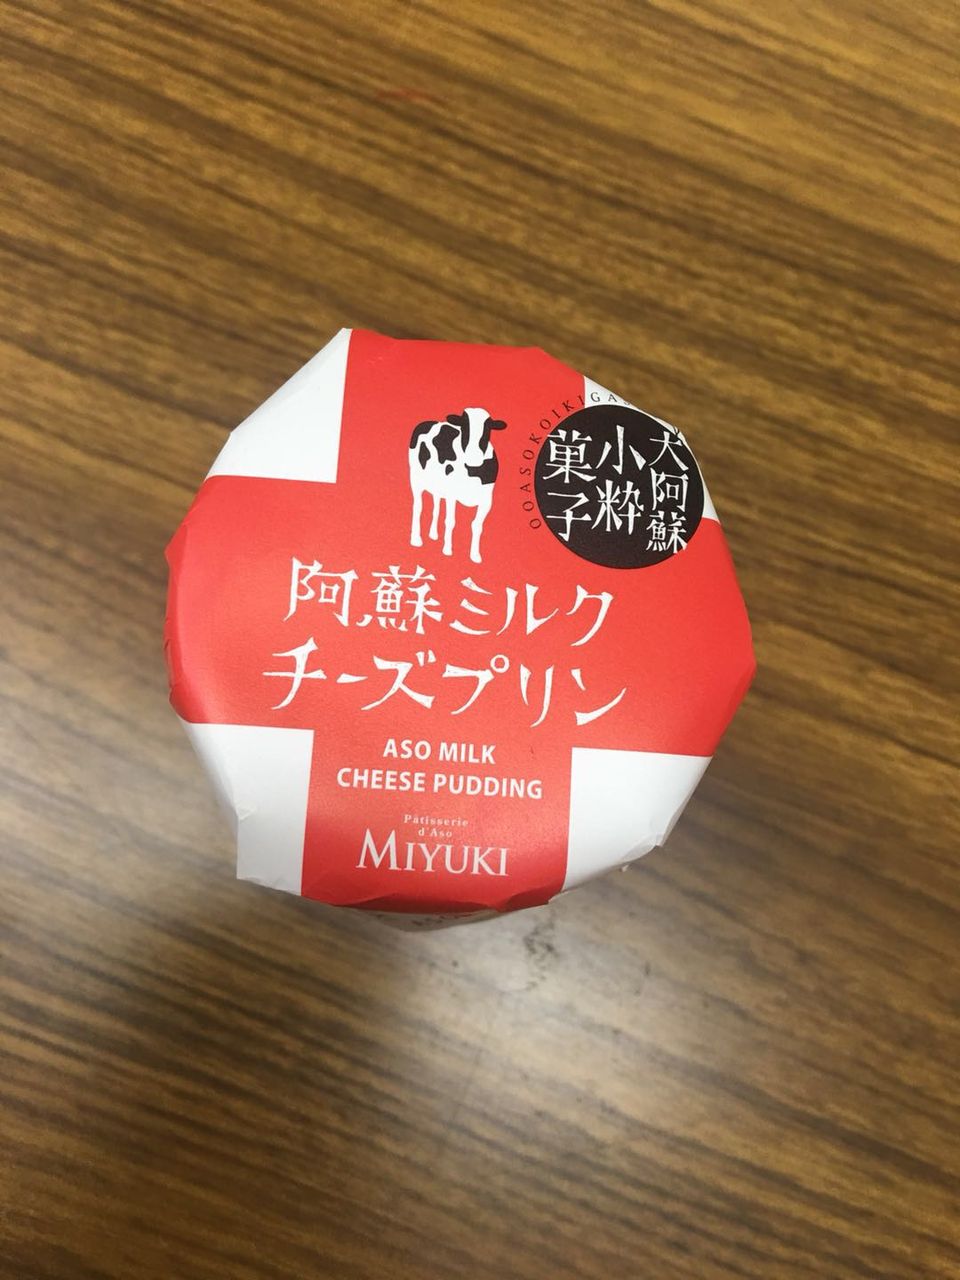 大阿蘇
小粋
菓子
OOASOKOIKIGA
阿蘇ミルク
チーズプリン
ASO MILK
CHEESE PUDDING
Pâtisserie
d'Aso
MIYUKI